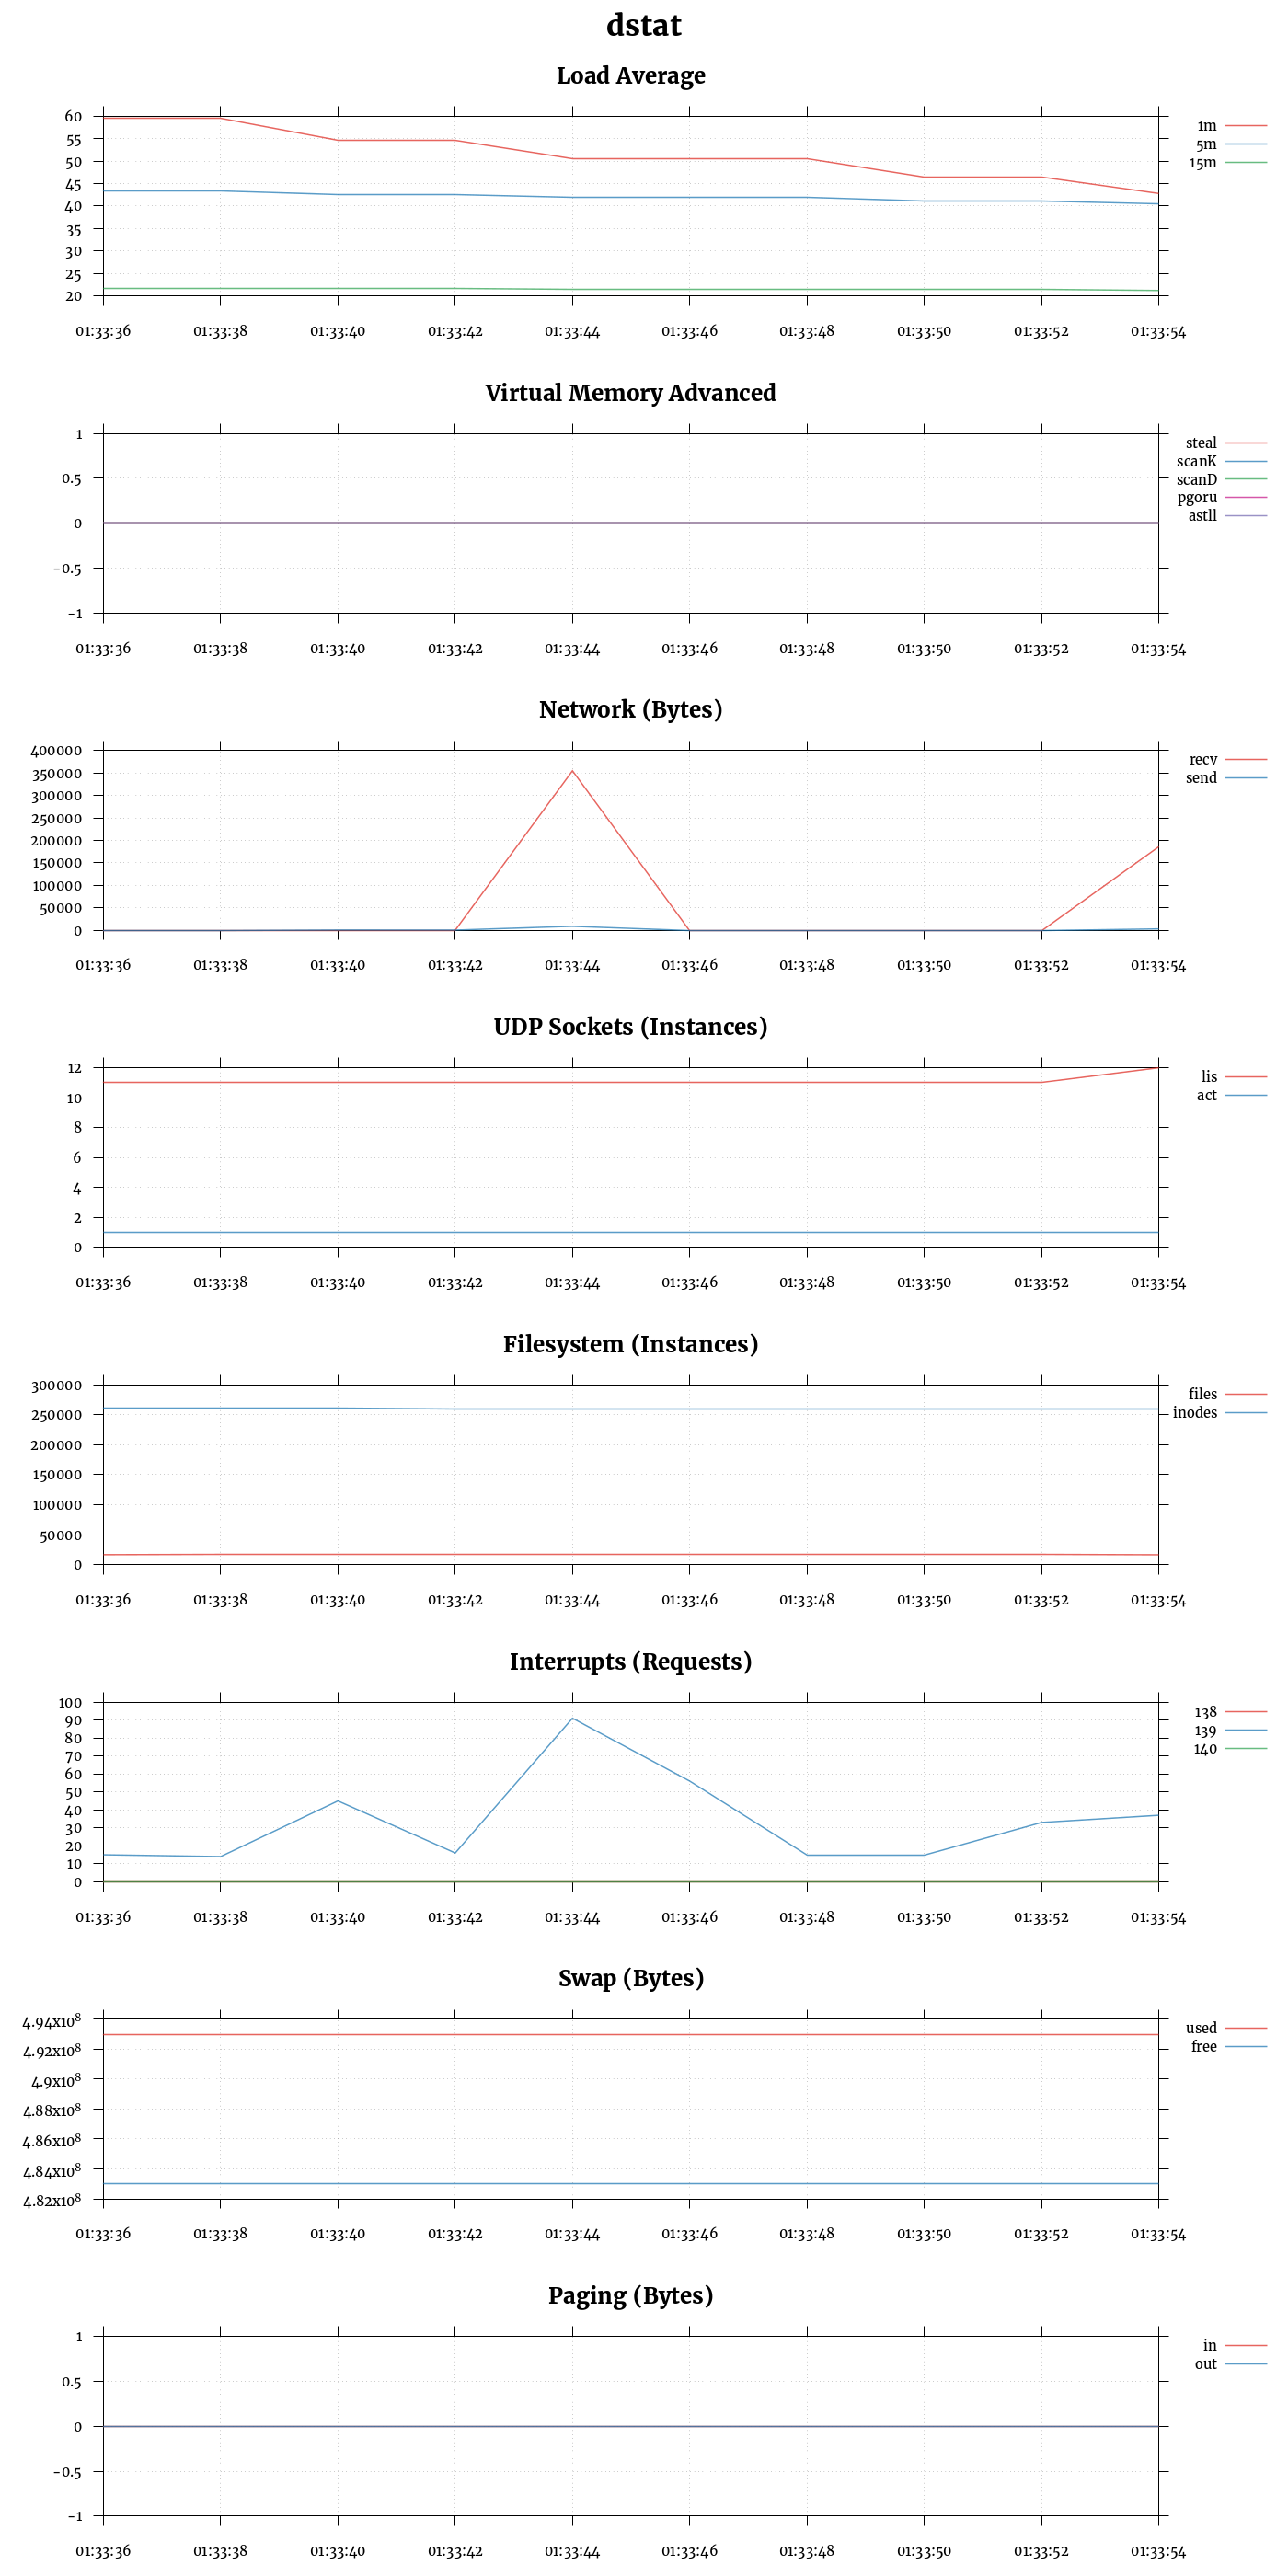 dstat
Load Average
60
55
50
45
40
35
30
25
20
1m
5m
15m
01:33:36 01:33:38 01:33:40 01:33:42 01:33:44 01:33:46 01:33:48 01:33:50 01:33:52 01:33:54
Virtual Memory Advanced
1
0.5
0
-0.5
-1
steal
scanK
scanD
pgoru
astll
01:33:36 01:33:38 01:33:40 01:33:42 01:33:44 01:33:46 01:33:48 01:33:50 01:33:52 01:33:54
Network (Bytes)
400000
350000
300000
250000
200000
150000
100000
50000
0
recv
send
01:33:36 01:33:38 01:33:40 01:33:42 01:33:44 01:33:46 01:33:48 01:33:50 01:33:52 01:33:54
UDP Sockets (Instances)
12
10
8
6
4
2
0
lis
act
01:33:36 01:33:38 01:33:40 01:33:42 01:33:44 01:33:46 01:33:48 01:33:50 01:33:52 01:33:54
Filesystem (Instances)
300000
250000
200000
150000
100000
50000
0
files
inodes
01:33:36 01:33:38 01:33:40 01:33:42 01:33:44 01:33:46 01:33:48 01:33:50 01:33:52 01:33:54
Interrupts (Requests)
100
90
80
70
60
50
40
30
20
10
0
138
139
140
01:33:36 01:33:38 01:33:40 01:33:42 01:33:44 01:33:46 01:33:48 01:33:50 01:33:52 01:33:54
Swap (Bytes)
4.94x10⁸
4.92x10⁸
4.9x10⁸
4.88x10⁸
4.86x10⁸
4.84x10⁸
4.82x10⁸
used
free
01:33:36 01:33:38 01:33:40 01:33:42 01:33:44 01:33:46 01:33:48 01:33:50 01:33:52 01:33:54
Paging (Bytes)
1
0.5
0
-0.5
-1
in
out
01:33:36 01:33:38 01:33:40 01:33:42 01:33:44 01:33:46 01:33:48 01:33:50 01:33:52 01:33:54